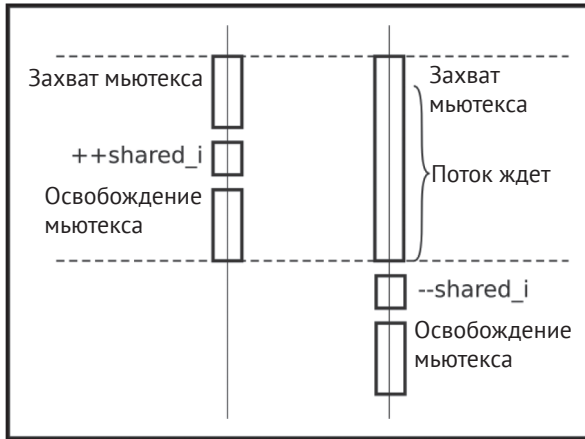 Захват мьютекса
Захват
мьютекса
++shared_i
Поток ждет
Освобождение
мьютекса
--shared_i
Освобождение
мьютекса